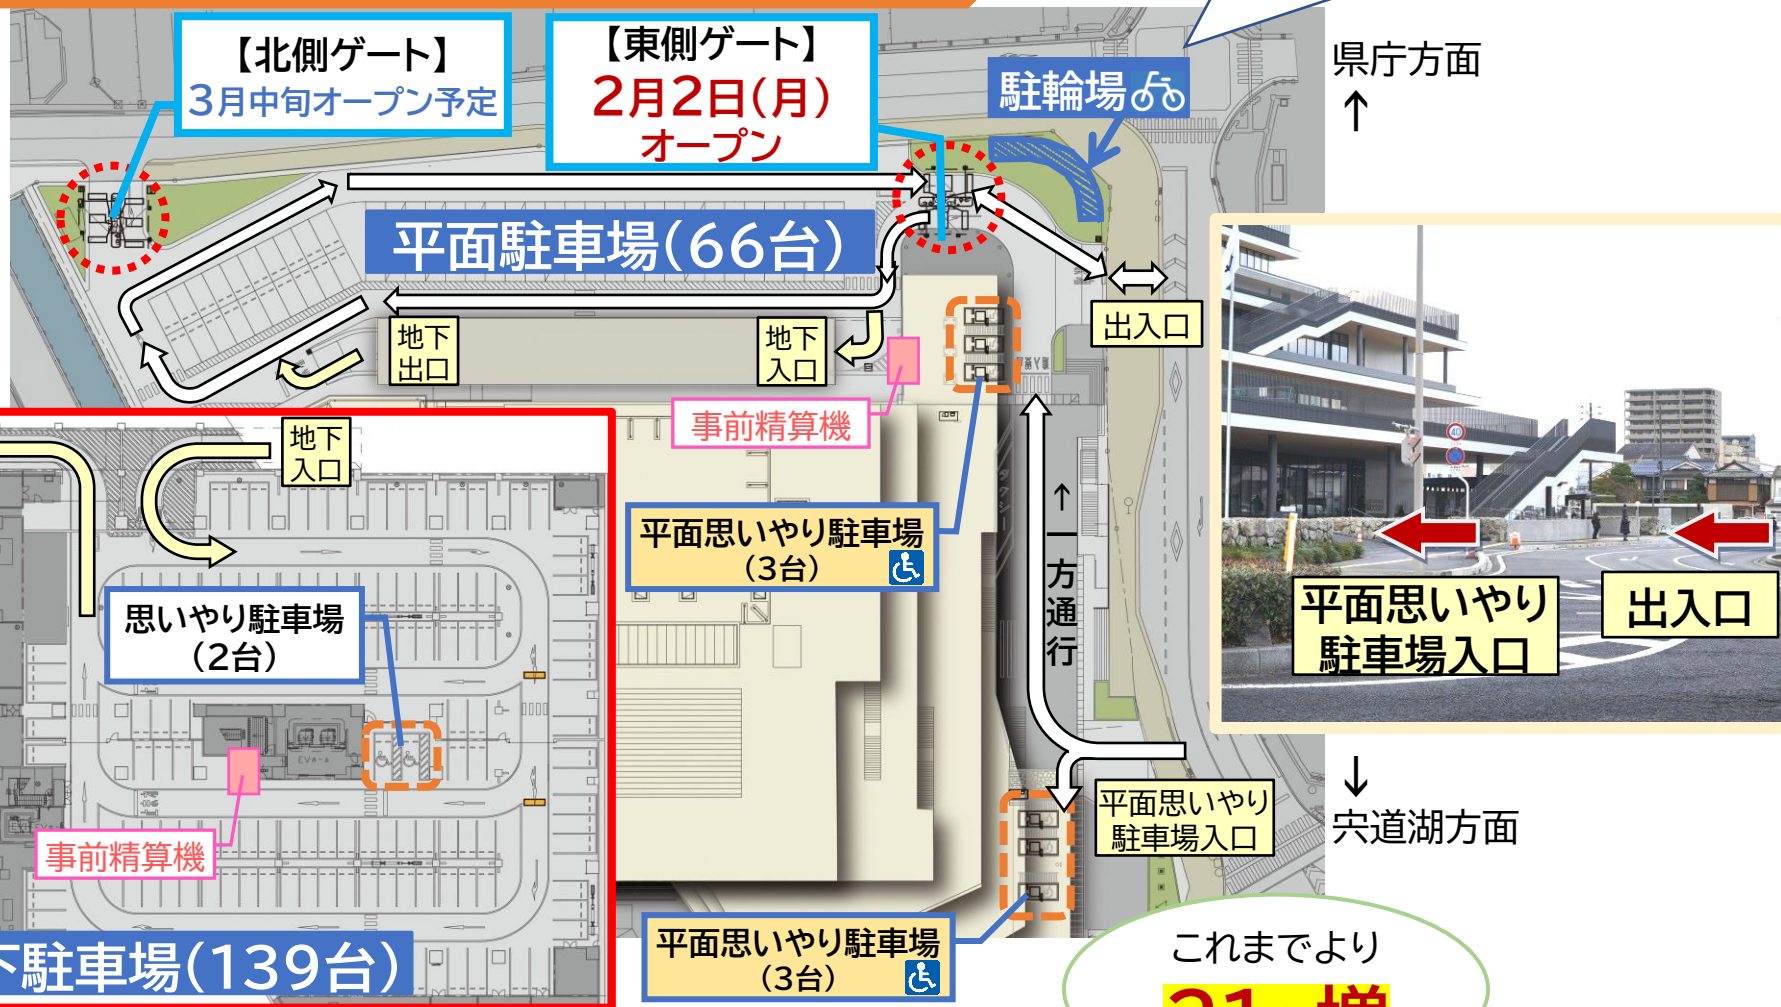 【北側ゲート】
3月中旬オープン予定
【東側ゲート】
2月2日(月)
オープン
駐輪場
県庁方面
↑
平面駐車場(66台)
出入口
地下
出口
地下
入口
事前精算機
地下
入口
平面思いやり駐車場
(3台)
↑一方通行
タクシー
思いやり駐車場
(2台)
EV-A
事前精算機
下駐車場(139台)
平面思いやり
駐車場入口
平面思いやり駐車場
(3台)
40
平面思いやり
駐車場入口
出入口
↓
宍道湖方面
これまでより